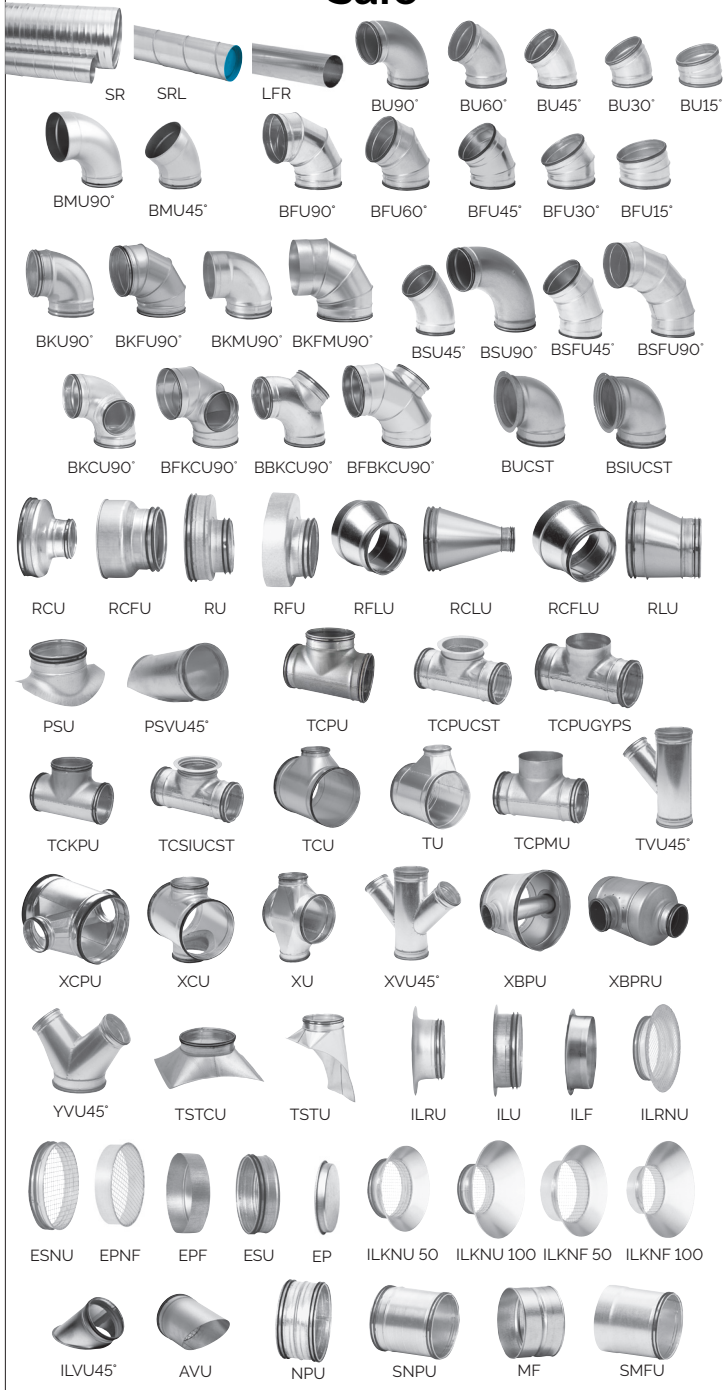 Safe
SR SRL LFR BU90° BU60° BU45° BU30° BU15°
BMU90° BMU45° BFU90° BFU60° BFU45° BFU30° BFU15°
BKU90° BKFU90° BKMU90° BKFMU90° BSU45° BSU90° BSFU45° BSFU90°
BKCU90° BFKCU90° BBKCU90° BFBKCU90° BUCST BSIUCST
RCU RCFU RU RFU RFLU RCLU RCFLU RLU
PSU PSVU45° TCPU TCPUCST TCPUGYPS
TCKPU TCSIUCST TCU TU TCPMU TVU45°
XCPU XCU XU XVU45° XBPU XBPRU
YVU45° TSTCU TSTU ILRU ILU ILF ILRNU
ESNU EPNF EPF ESU EP ILKNU 50 ILKNU 100 ILKNF 50 ILKNF 100
ILVU45° AVU NPU SNPU MF SMFU